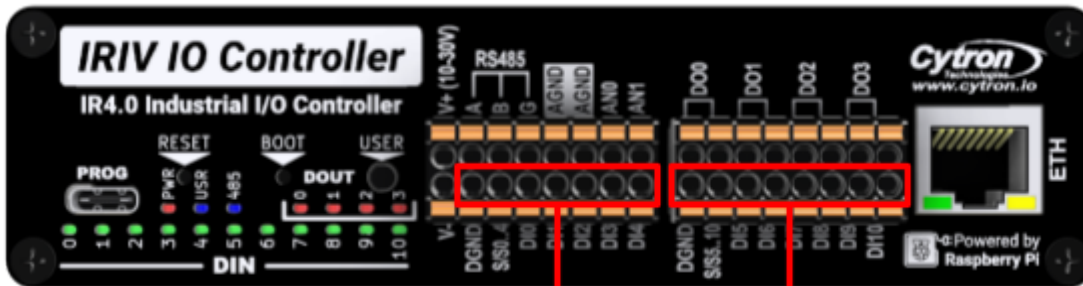 IRIV IO Controller
IR4.0 Industrial I/O Controller
RESET BOOT USER
PROG
PWR USR 485
DOUT
0 1 2 3
0 1 2 3 4 5 6 7 8 9 10
DIN
V+ (10-30V)
RS485
A B G AGND AGND AN0 AN1
V- DGND S/S0..4 DI0 DI2 DI3 DI4
DO0 DO1 DO2 DO3
DGND S/S5..10 DI5 DI6 DI8 DI9 DI10
Cytron
Technologies
www.cytron.io
ETH
Powered by
Raspberry Pi